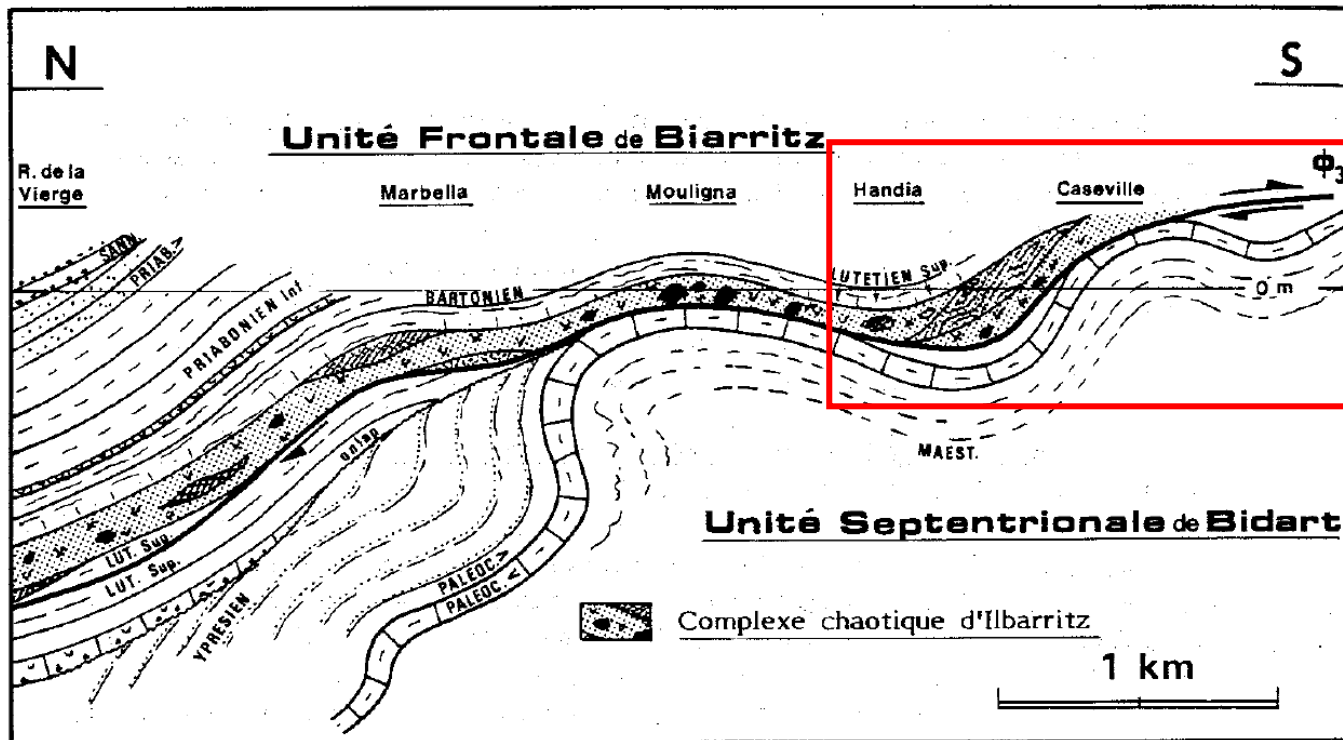 N
S
Unité Frontale de Biarritz
R. de la
Vierge
Marbella
Mouligna
Handia
Caseville
ϕ3
SANN.
PRIAB.>
PRIABONIEN Inf
BARTONIEN
LUTETIEN Sup
0 m
onlap
MAEST.
LUT. Sup.
LUT. Sup.
YPRESIEN
PALEOC.>
PALEOC.<
Unité Septentrionale de Bidart
Complexe chaotique d'Ilbarritz
1 km